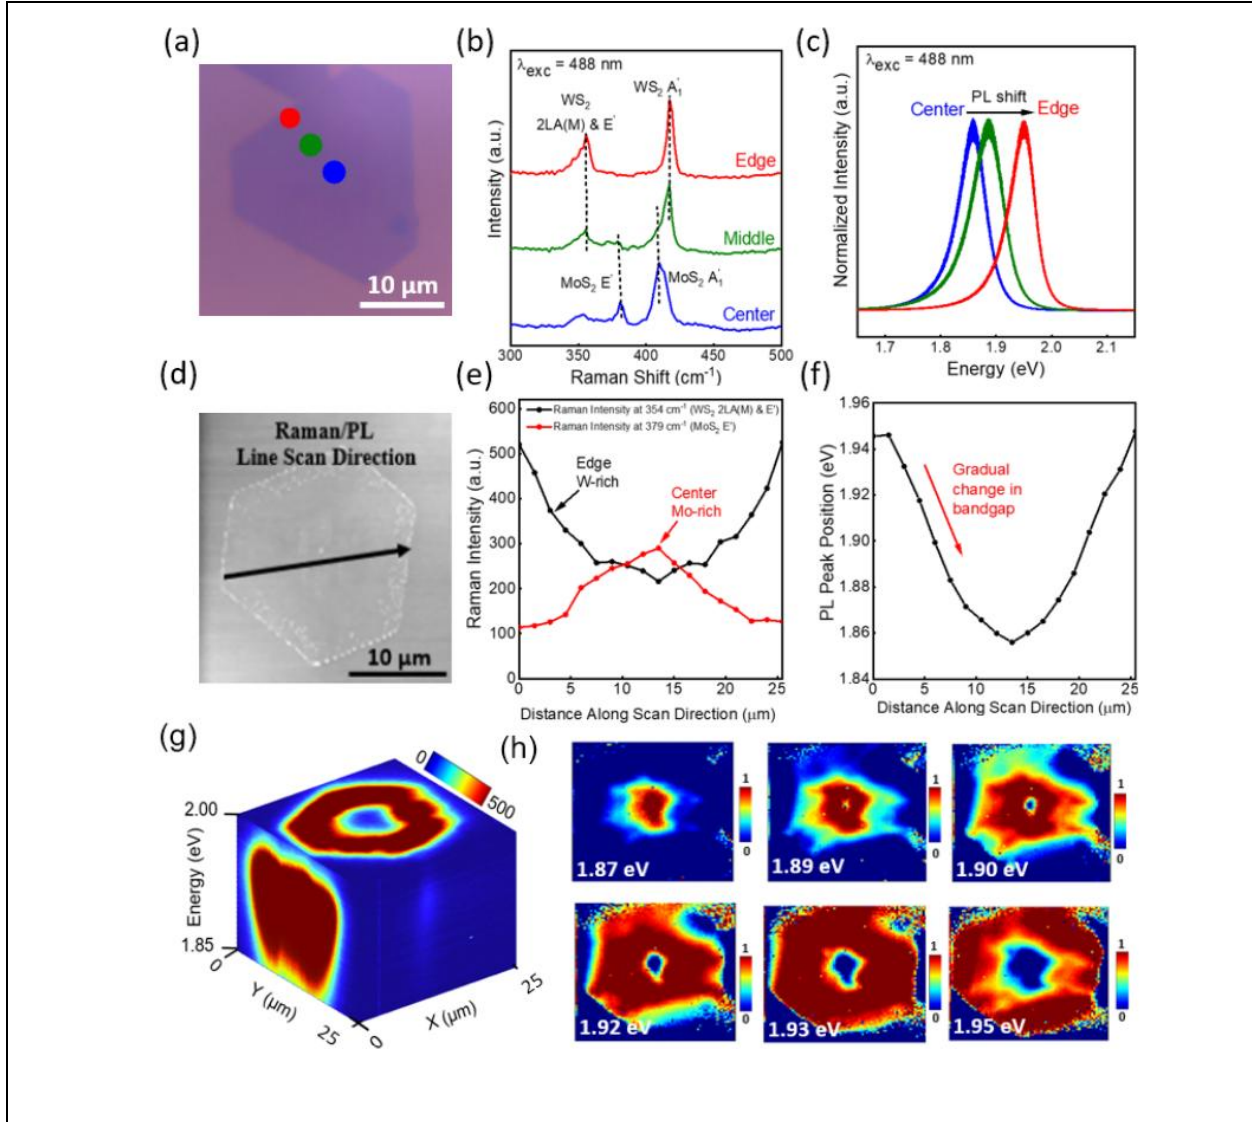 (a)
10 μm
(b)
λexc = 488 nm
WS2 A1'
WS2
2LA(M) & E'
Edge
Middle
MoS2 E'
MoS2 A1'
Center
Intensity (a.u.)
300 350 400 450 500
Raman Shift (cm-1)
(c)
λexc = 488 nm
PL shift
Center
Edge
Normalized Intensity (a.u.)
1.7 1.8 1.9 2.0 2.1
Energy (eV)
(d)
Raman/PL
Line Scan Direction
10 μm
(e)
600
500
400
300
200
100
0
Raman Intensity (a.u.)
Raman Intensity at 354 cm-1 (WS2 2LA(M) & E')
Raman Intensity at 379 cm-1 (MoS2 E')
Edge
W-rich
Center
Mo-rich
0 5 10 15 20 25
Distance Along Scan Direction (μm)
(f)
1.96
1.94
1.92
1.90
1.88
1.86
1.84
PL Peak Position (eV)
Gradual
change in
bandgap
0 5 10 15 20 25
Distance Along Scan Direction (μm)
(g)
0
500
2.00
Energy (eV)
1.85
0
Y (μm)
25
0
X (μm)
25
(h)
1.87 eV
1
0
1.89 eV
1
0
1.90 eV
1
0
1.92 eV
1
0
1.93 eV
1
0
1.95 eV
1
0